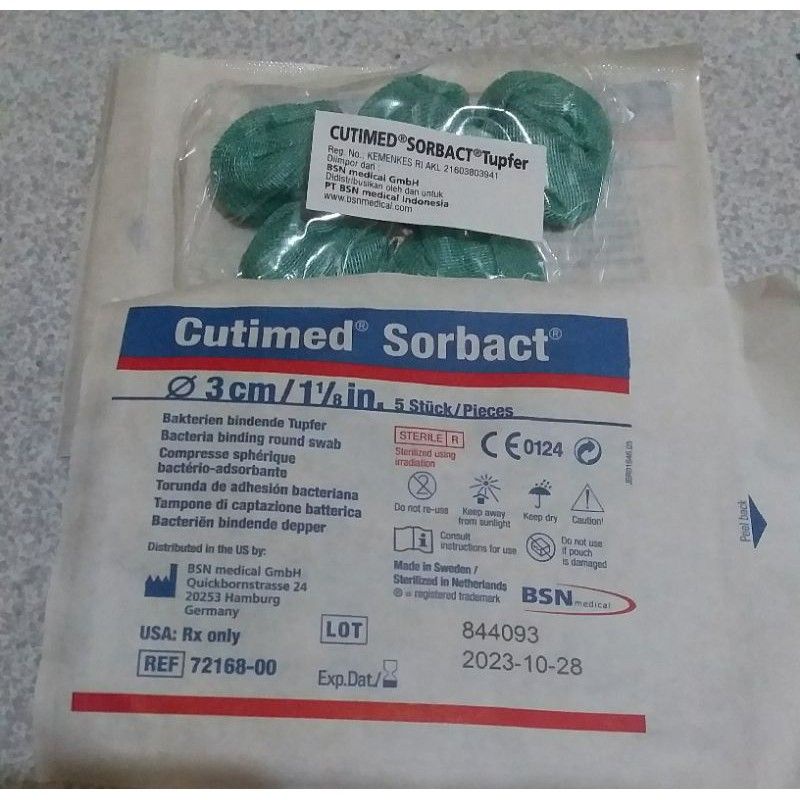 CUTIMED®SORBACT®Tupfer
Reg. No.: KEMENKES RI AKL 21603803941
Diimpor dari :
BSN medical GmbH
Didistribusikan oleh dan untuk
PT BSN medical Indonesia
www.bsnmedical.com
Cutimed® Sorbact®
Ø 3cm/1⅛in. 5 Stück/Pieces
Bakterien bindende Tupfer
Bacteria binding round swab
Compresse sphérique
bactério-adsorbante
Torunda de adhesión bacteriana
Tampone di captazione batterica
Bacteriën bindende depper
STERILE R
Sterilized using
irradiation
CE0124
Do not re-use
Keep away
from sunlight
Keep dry
Caution!
Consult
instructions for use
Do not use
if pouch
is damaged
Distributed in the US by:
BSN medical GmbH
Quickbornstrasse 24
20253 Hamburg
Germany
Made in Sweden /
Sterilized in Netherlands
® = registered trademark
BSN medical
USA: Rx only
REF 72168-00
LOT 844093
Exp.Dat./ 2023-10-28
Peel back